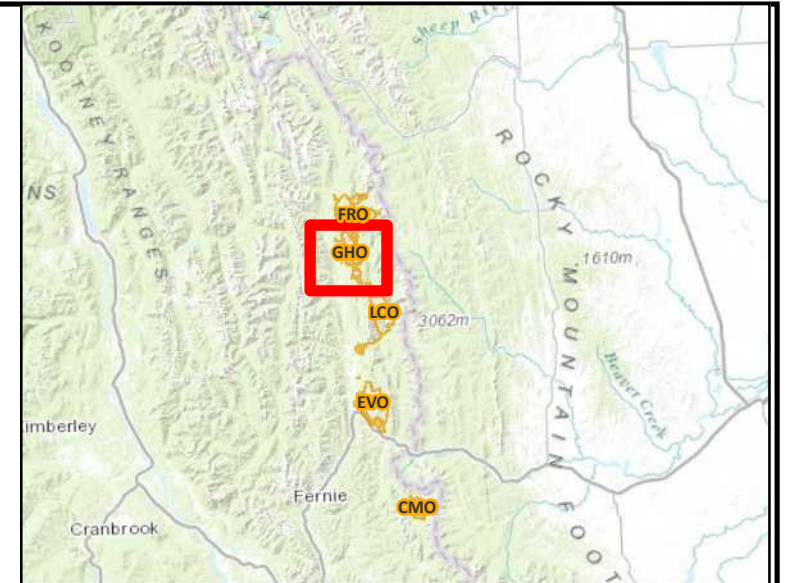 Sheep River
KOOTNEY RANGES
NS
ROCKY MOUNTAIN FOOT
FRO
GHO
1610m
LCO
3062m
Beaver Creek
EVO
imberley
Fernie
CMO
Cranbrook